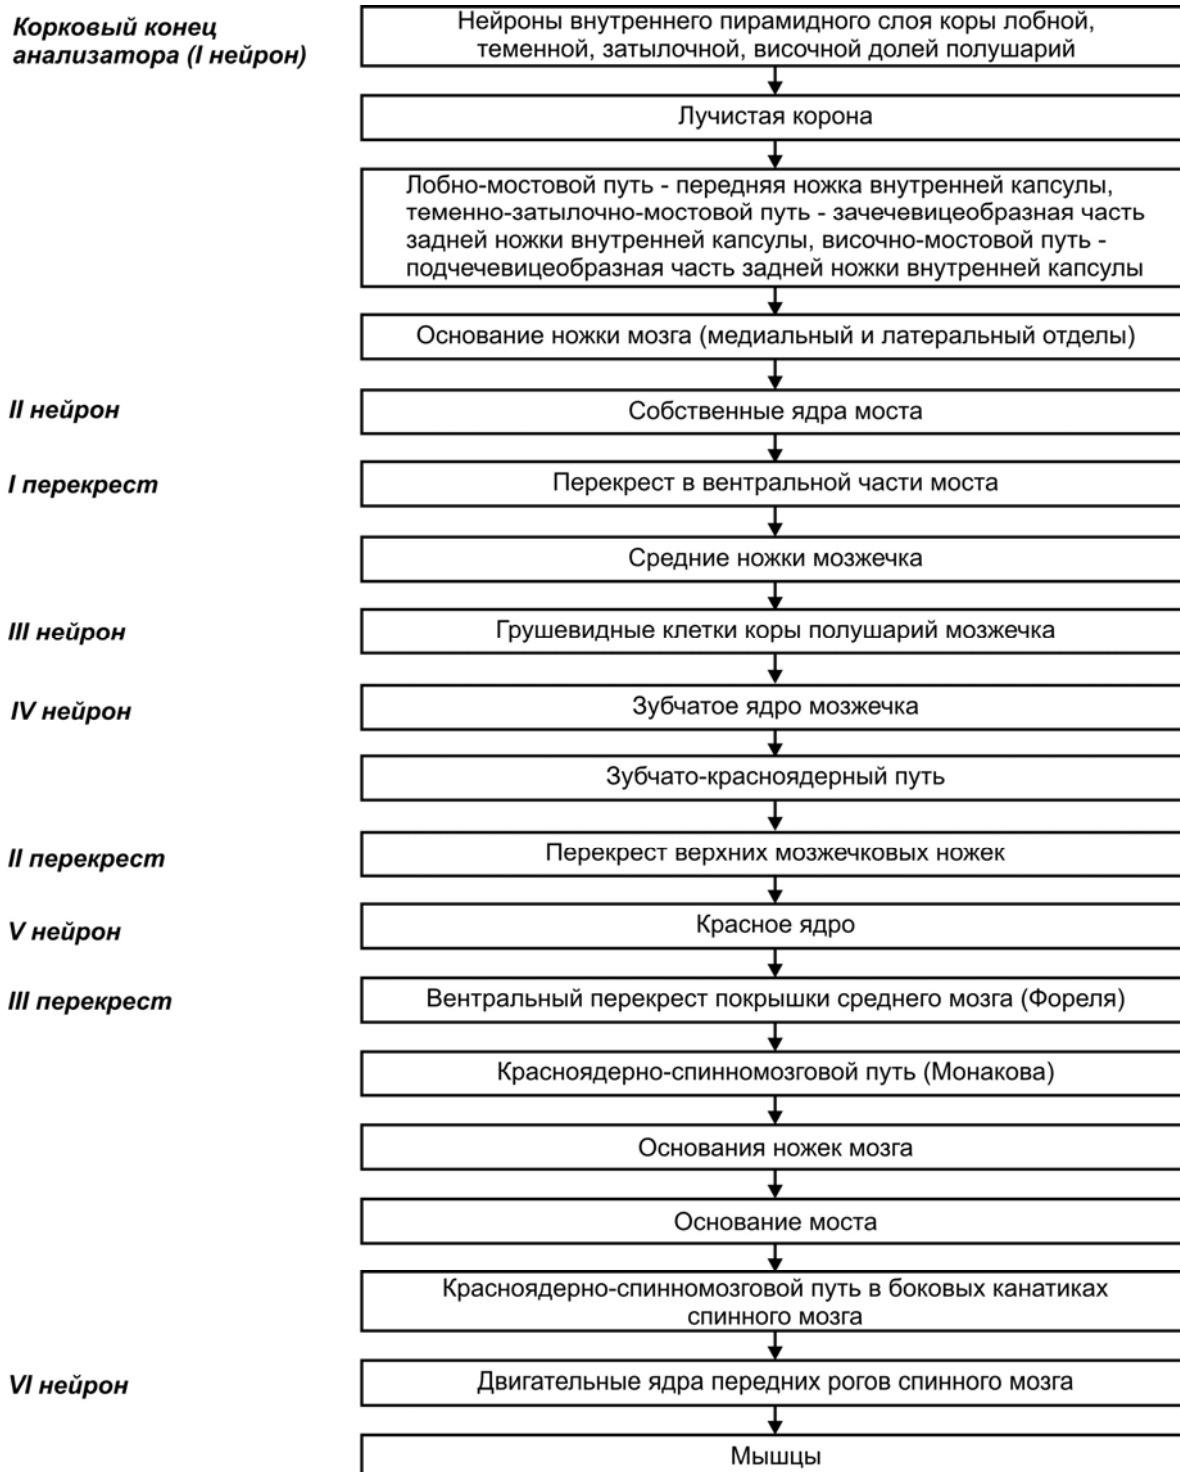 Корковый конец
анализатора (I нейрон)
Нейроны внутреннего пирамидного слоя коры лобной,
теменной, затылочной, височной долей полушарий
Лучистая корона
Лобно-мостовой путь - передняя ножка внутренней капсулы,
теменно-затылочно-мостовой путь - зачечевицеобразная часть
задней ножки внутренней капсулы, височно-мостовой путь -
подчечевицеобразная часть задней ножки внутренней капсулы
Основание ножки мозга (медиальный и латеральный отделы)
II нейрон
Собственные ядра моста
I перекрест
Перекрест в вентральной части моста
Средние ножки мозжечка
III нейрон
Грушевидные клетки коры полушарий мозжечка
IV нейрон
Зубчатое ядро мозжечка
Зубчато-красноядерный путь
II перекрест
Перекрест верхних мозжечковых ножек
V нейрон
Красное ядро
III перекрест
Вентральный перекрест покрышки среднего мозга (Фореля)
Красноядерно-спинномозговой путь (Монакова)
Основания ножек мозга
Основание моста
Красноядерно-спинномозговой путь в боковых канатиках
спинного мозга
VI нейрон
Двигательные ядра передних рогов спинного мозга
Мышцы